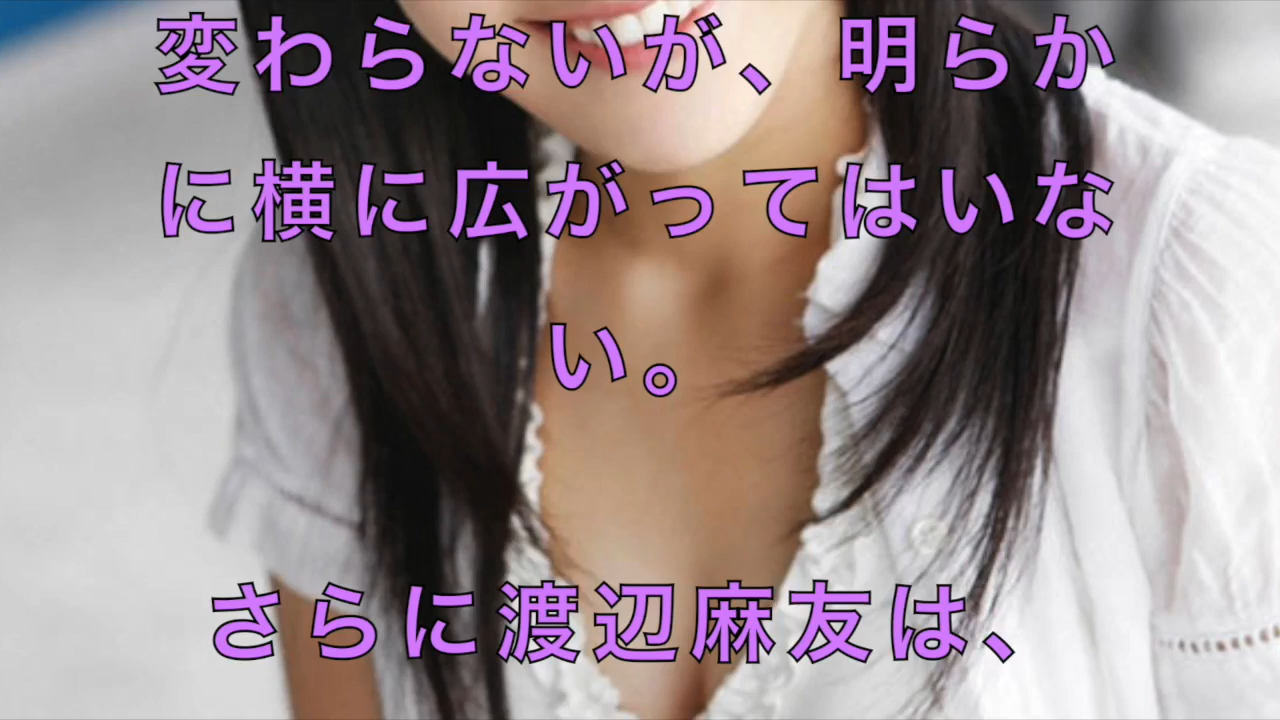 変わらないが、明らか
に横に広がってはいな
い。
さらに渡辺麻友は、